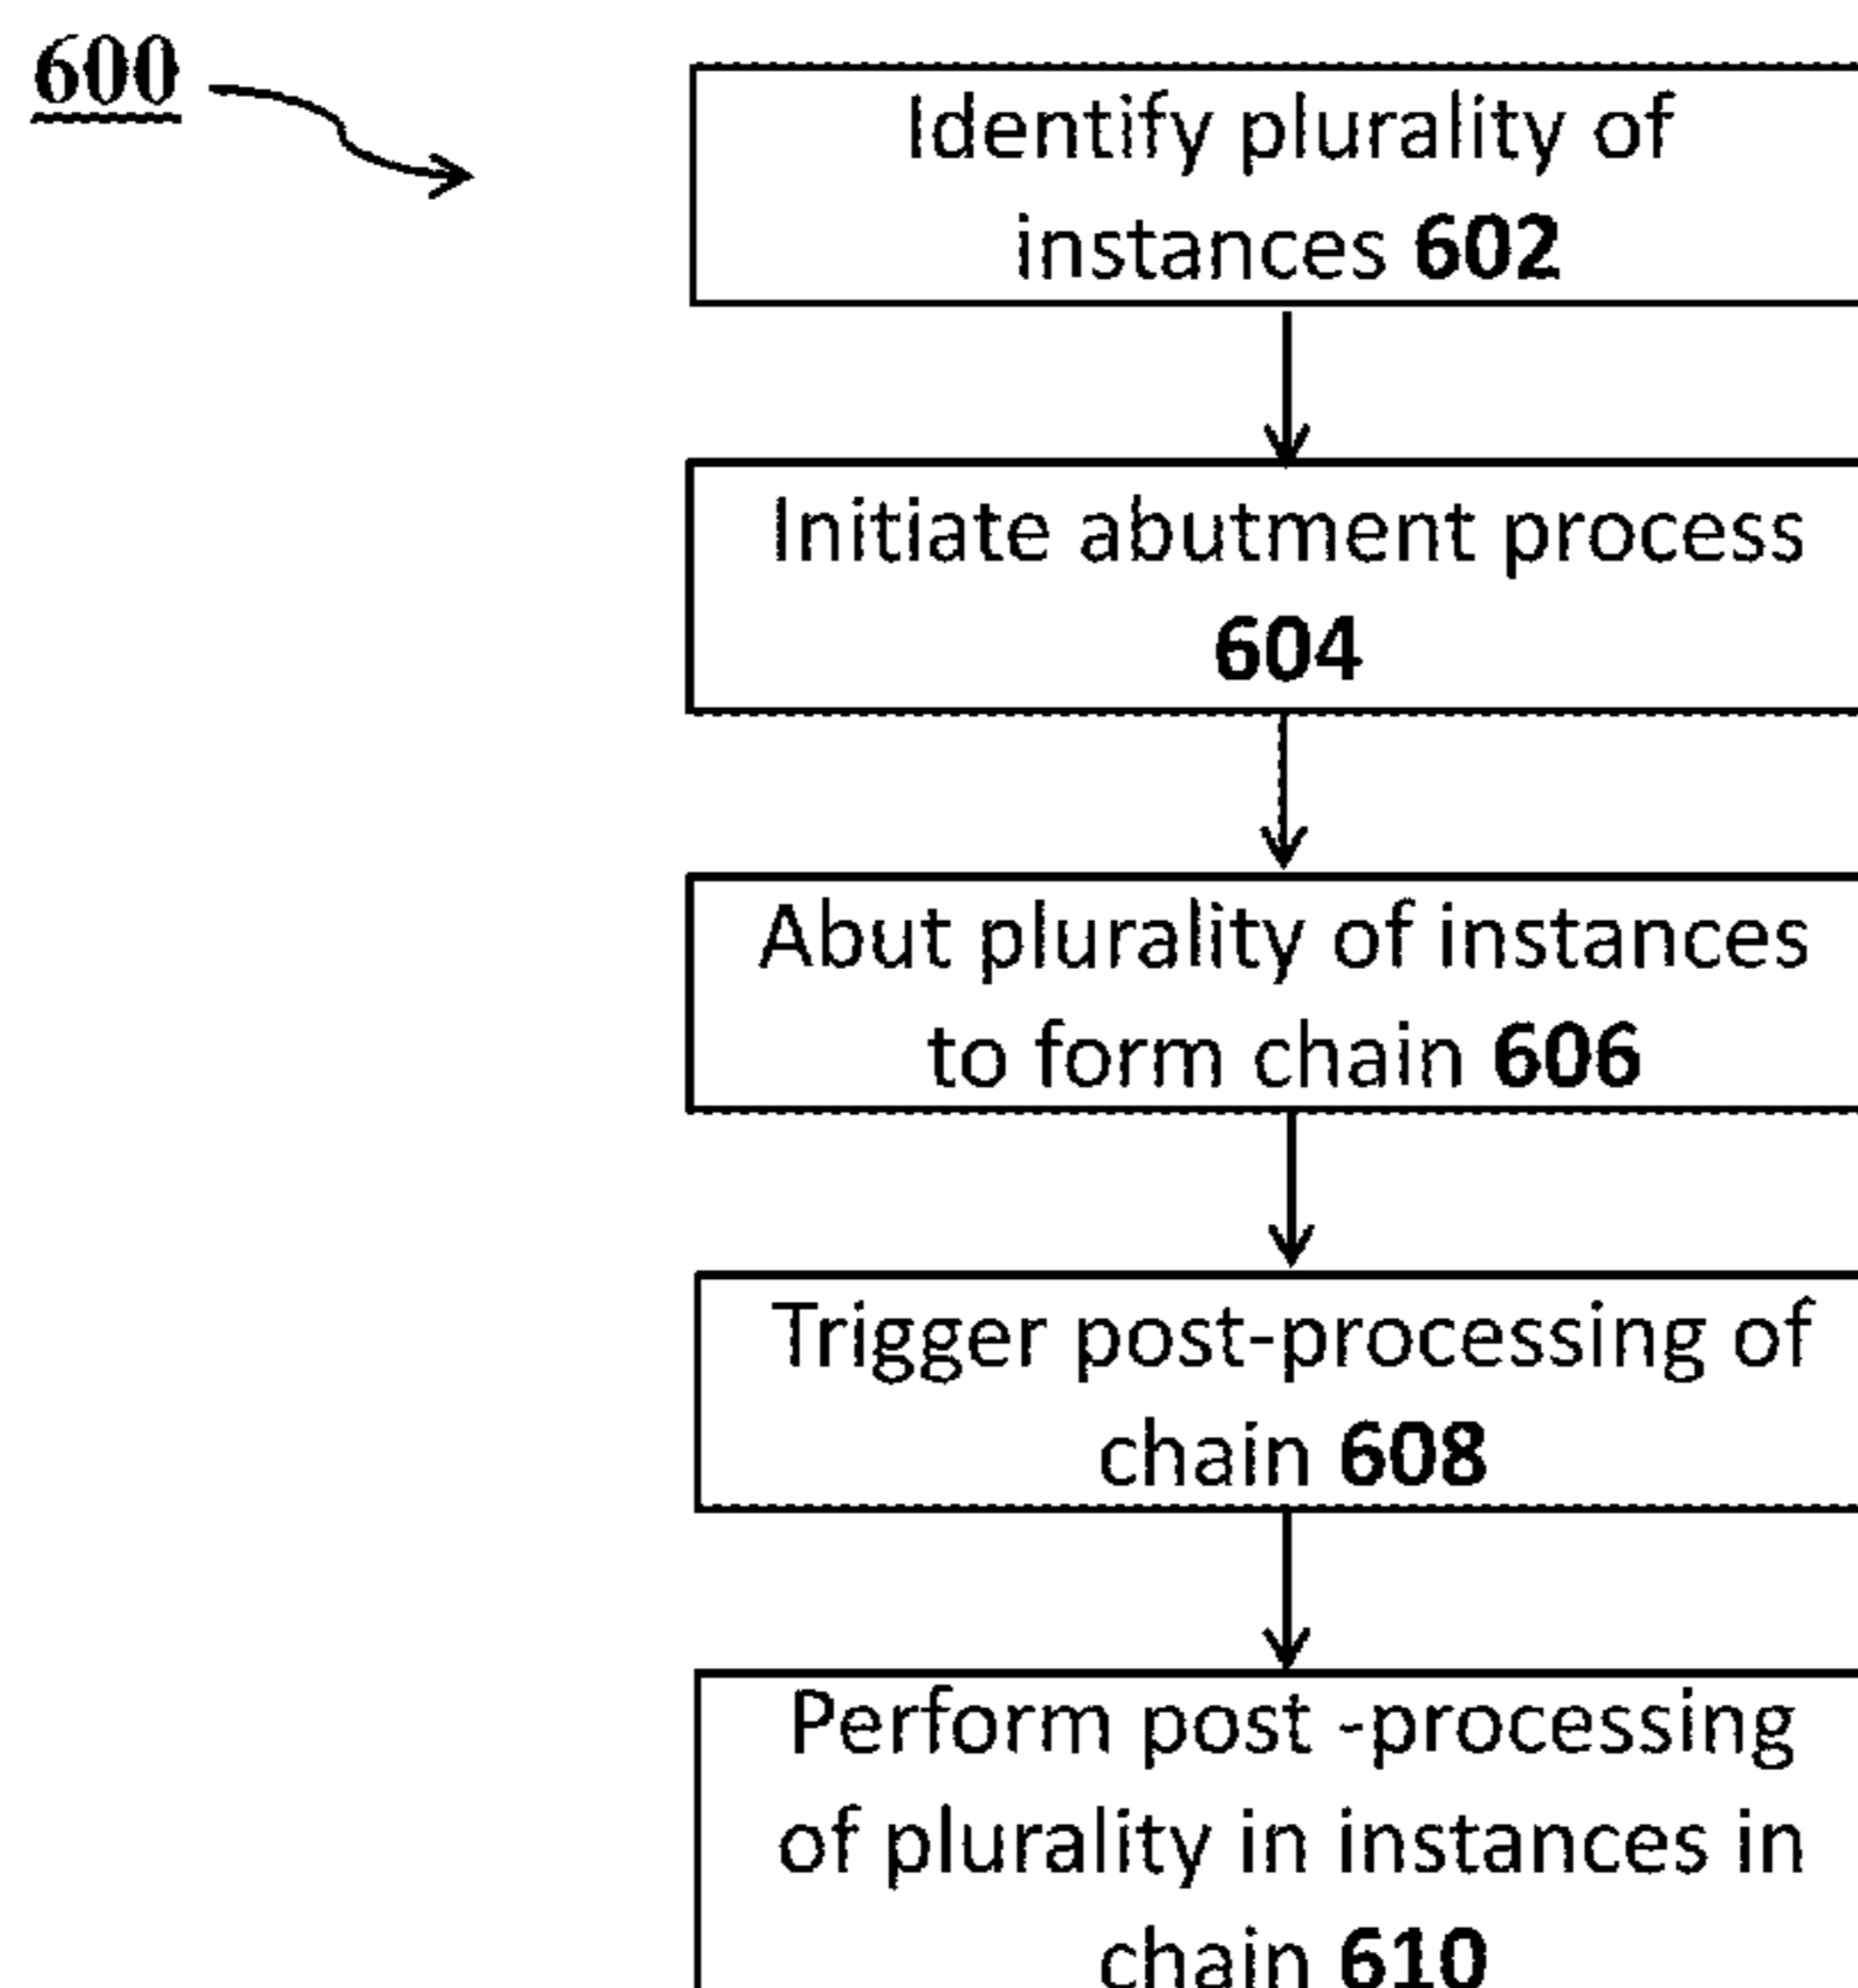 600
Identify plurality of
instances 602
Initiate abutment process
604
Abut plurality of instances
to form chain 606
Trigger post-processing of
chain 608
Perform post -processing
of plurality in instances in
chain 610